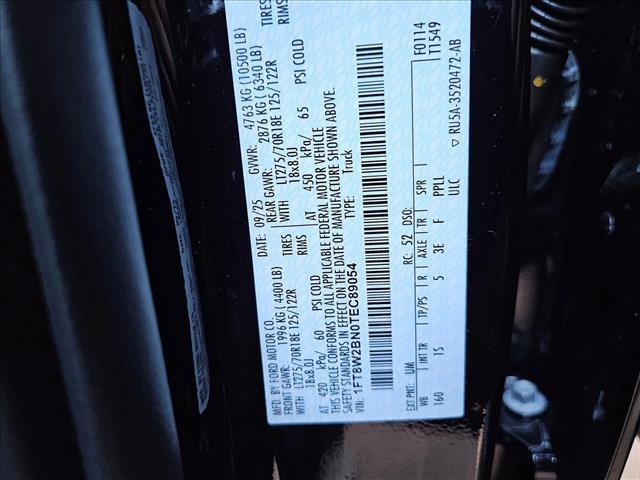 MFD. BY FORD MOTOR CO.
DATE: 09/25 GVWR: 4763 KG (10500 LB)
FRONT GAWR: 1996 KG (4400 LB) REAR GAWR: 2876 KG (6340 LB)
WITH LT275/70R18E 125/122R TIRES WITH LT275/70R18E 125/122R TIRES
18x8.0J RIMS 18x8.0J RIMS
AT 420 kPa/ 60 PSI COLD AT 450 kPa/ 65 PSI COLD
THIS VEHICLE CONFORMS TO ALL APPLICABLE FEDERAL MOTOR VEHICLE
SAFETY STANDARDS IN EFFECT ON THE DATE OF MANUFACTURE SHOWN ABOVE.
VIN: 1FT8W2BN0TEC89054 TYPE: Truck
F0114
T1549
EXT PNT: UM RC: 52 DSO:
WB INT TR TP/PS R AXLE TR SPR
160 IS 5 3E F PPLL
ULC
▽ RU5A-3520472-AB